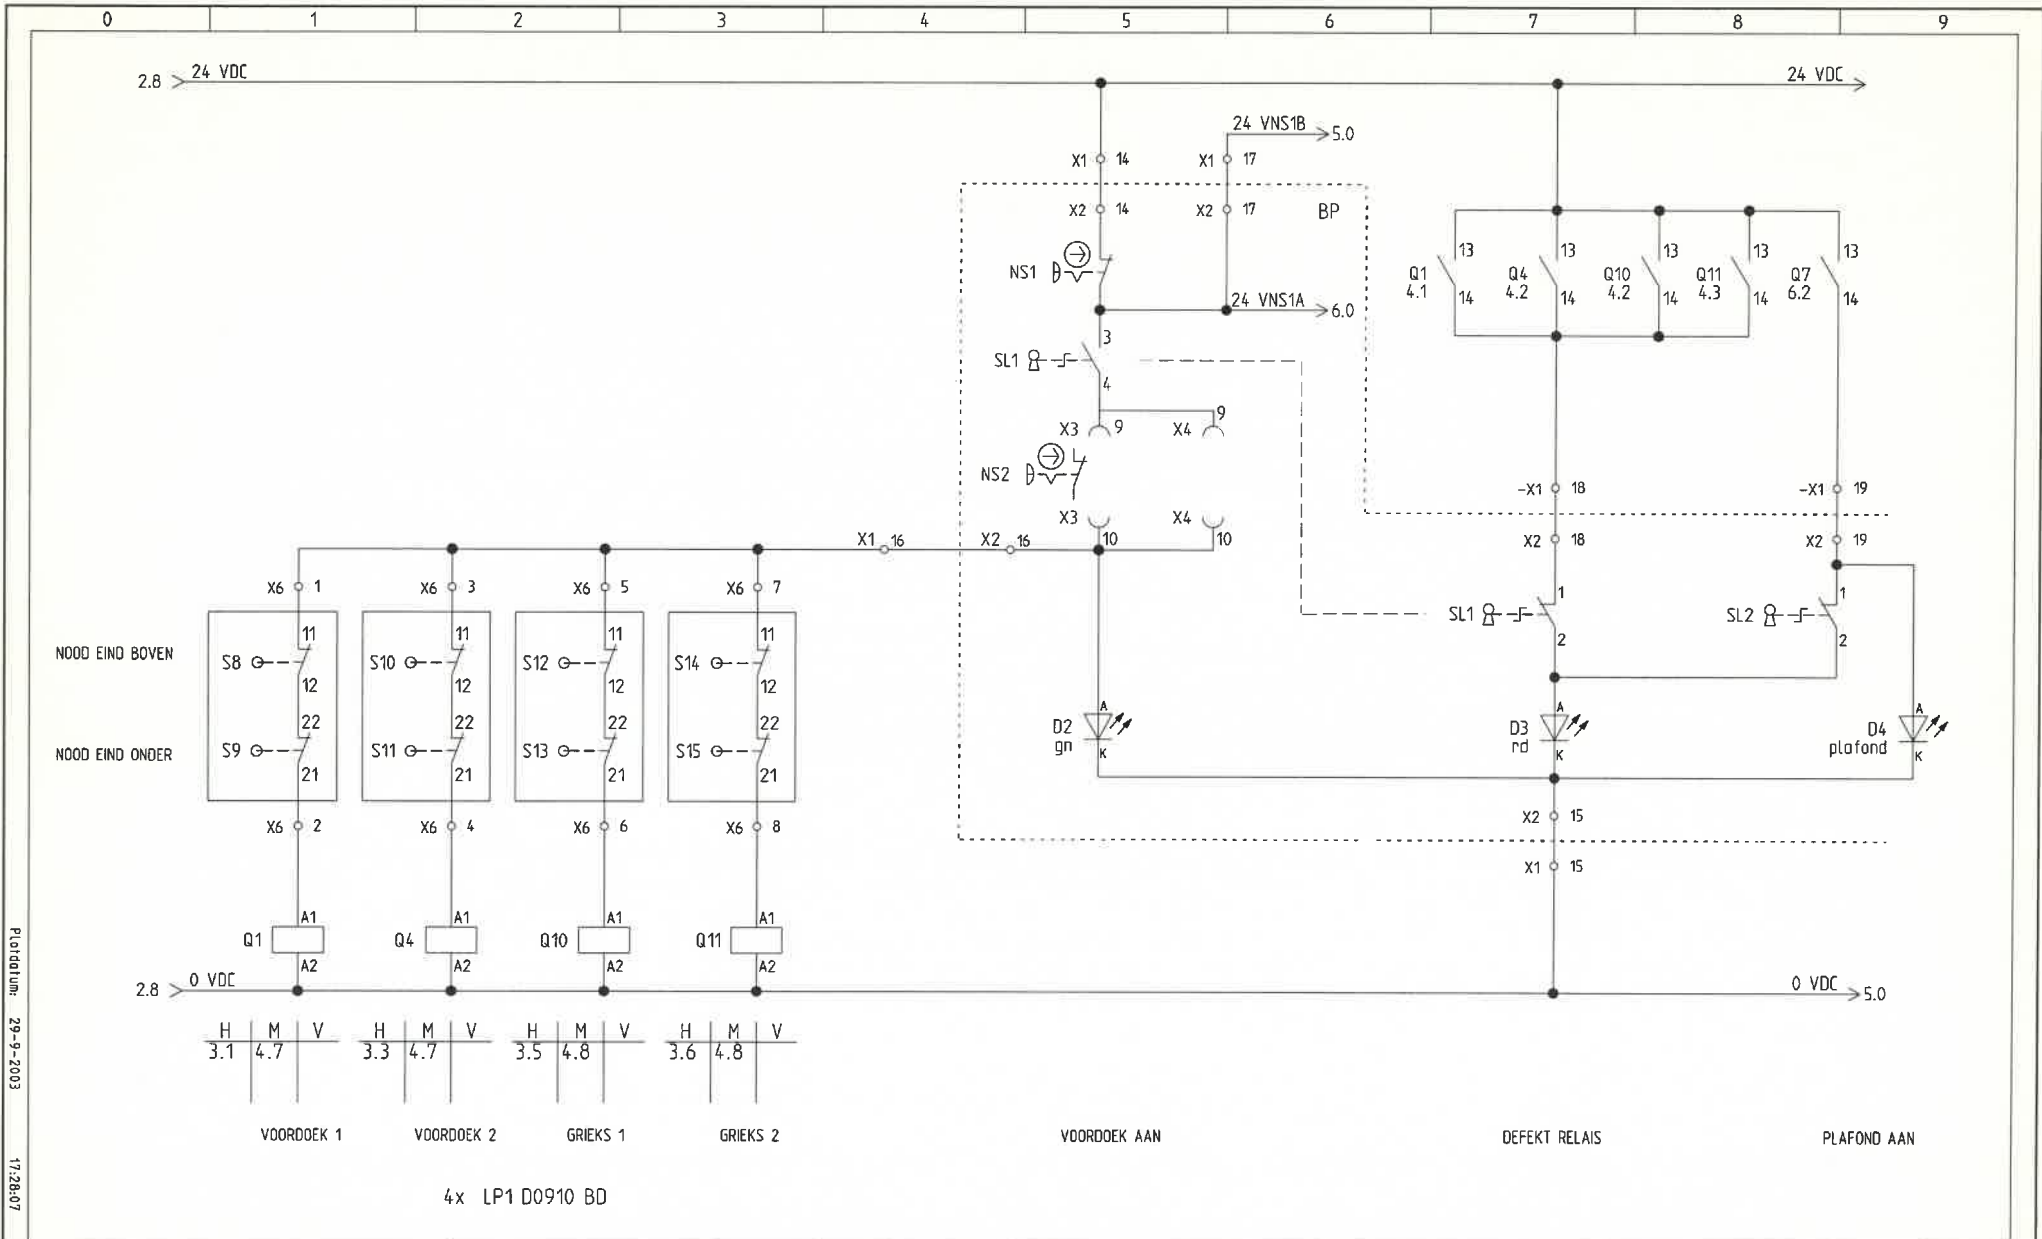 0 1 2 3 4 5 6 7 8 9
2.8 24 VDC 24 VDC
24 VNS1B 5.0
X1 14 X1 17
X2 14 X2 17 BP
NS1
13 13 13 13 13
Q1 Q4 Q10 Q11 Q7
4.1 4.2 4.2 4.3 6.2
14 14 14 14 14
24 VNS1A 6.0
3
SL1
4
9
X3 9 X4
NS2
X3 X4
-X1 18 -X1 19
X1 16 X2 16 10 10
X2 18 X2 19
X6 1 X6 3 X6 5 X6 7
1 1
SL1 SL2
2 2
11 11 11 11
NOOD EIND BOVEN S8 S10 S12 S14
12 12 12 12
22 22 22 22
NOOD EIND ONDER S9 S11 S13 S15
21 21 21 21
A A A
D2 D3 D4
gn rd plafond
K K K
X6 2 X6 4 X6 6 X6 8
X2 15
X1 15
A1 A1 A1 A1
Q1 Q4 Q10 Q11
A2 A2 A2 A2
2.8 0 VDC 0 VDC 5.0
H M V H M V H M V H M V
3.1 4.7 3.3 4.7 3.5 4.8 3.6 4.8
VOORDOEK 1 VOORDOEK 2 GRIEKS 1 GRIEKS 2 VOORDOEK AAN DEFEKT RELAIS PLAFOND AAN
4x LP1 D0910 BD
Plotdatum: 29-9-2003 17:28:07